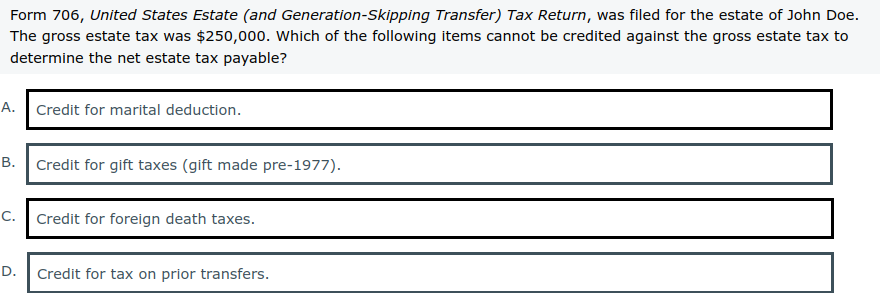 Form 706, United States Estate (and Generation-Skipping Transfer) Tax Return, was filed for the estate of John Doe.
The gross estate tax was $250,000. Which of the following items cannot be credited against the gross estate tax to
determine the net estate tax payable?
A. Credit for marital deduction.
B. Credit for gift taxes (gift made pre-1977).
C. Credit for foreign death taxes.
D. Credit for tax on prior transfers.